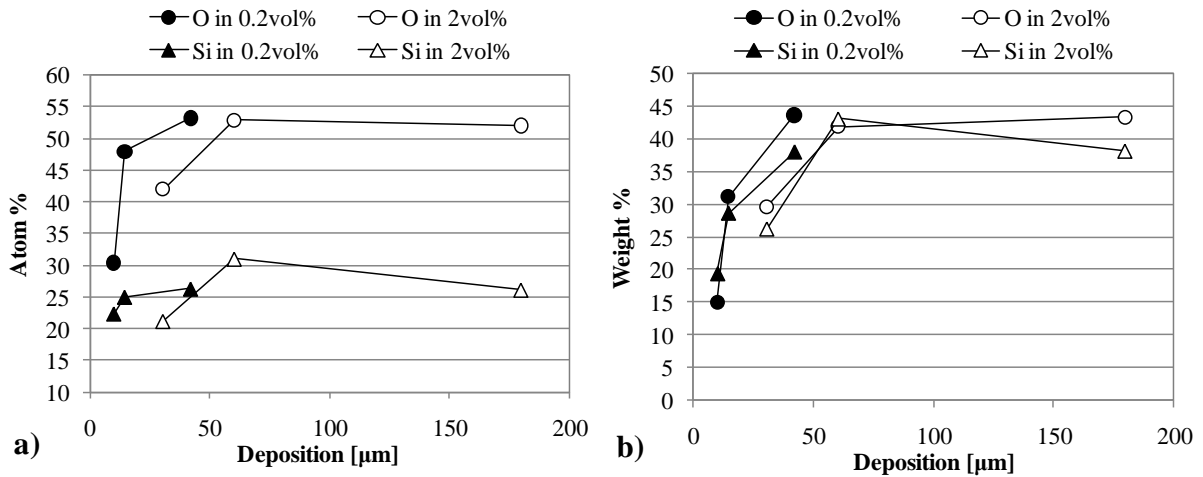 O in 0.2vol% O in 2vol%
Si in 0.2vol% Si in 2vol%
60
55
50
45
40
35
30
25
20
15
10
Atom %
0 50 100 150 200
Deposition [µm]
a)
O in 0.2vol% O in 2vol%
Si in 0.2vol% Si in 2vol%
50
45
40
35
30
25
20
15
10
5
0
Weight %
0 50 100 150 200
Deposition [µm]
b)